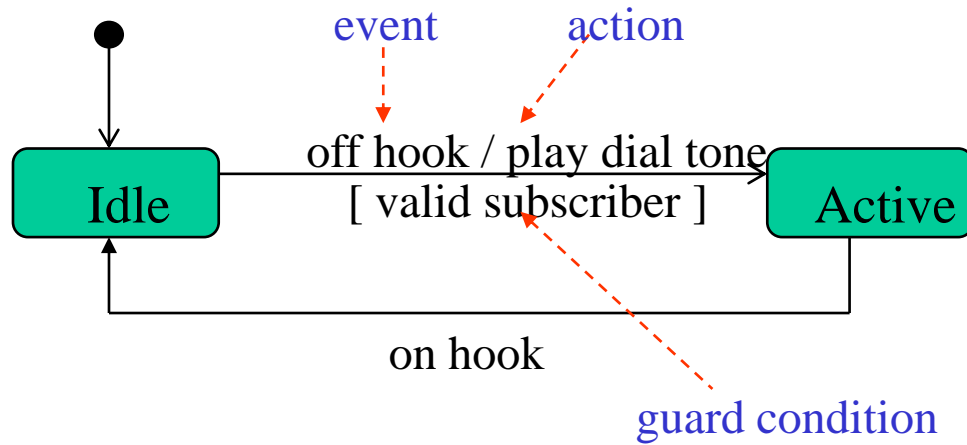 event
action
off hook / play dial tone
[ valid subscriber ]
Idle
Active
on hook
guard condition